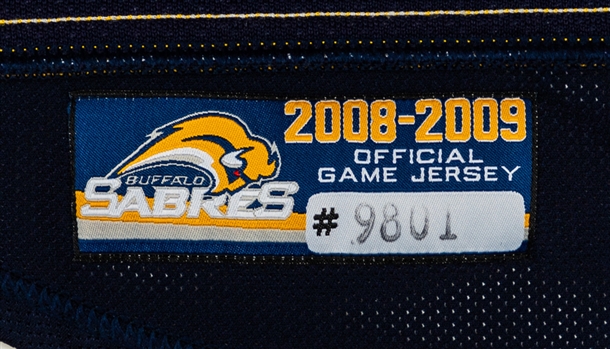 BUFFALO
SABRES
2008-2009
OFFICIAL
GAME JERSEY
# 9801